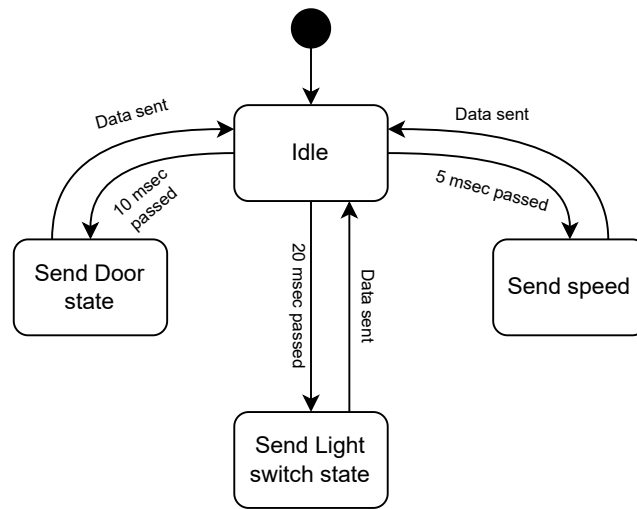 Data sent
Data sent
Idle
10 msec
passed
5 msec passed
Send Door
state
20 msec passed
Data sent
Send speed
Send Light
switch state